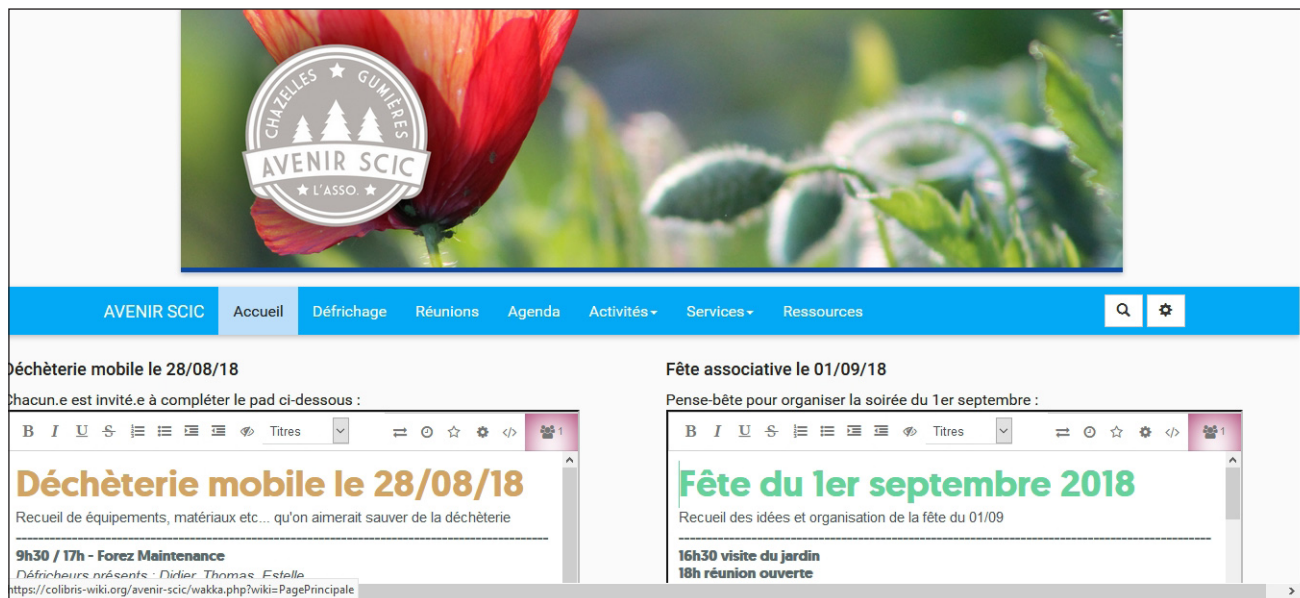 CHAZELLES ★ GUMIÈRES
AVENIR SCIC
★ L'ASSO. ★
AVENIR SCIC Accueil Défrichage Réunions Agenda Activités Services Ressources
Déchèterie mobile le 28/08/18
Chacun.e est invité.e à compléter le pad ci-dessous :
B I U S Titres 1
Déchèterie mobile le 28/08/18
Recueil de équipements, matériaux etc... qu'on aimerait sauver de la déchèterie
9h30 / 17h - Forez Maintenance
Défricheurs présents : Didier, Thomas, Estelle
https://colibris-wiki.org/avenir-scic/wakka.php?wiki=PagePrincipale
Fête associative le 01/09/18
Pense-bête pour organiser la soirée du 1er septembre :
B I U S Titres 1
Fête du 1er septembre 2018
Recueil des idées et organisation de la fête du 01/09
16h30 visite du jardin
18h réunion ouverte